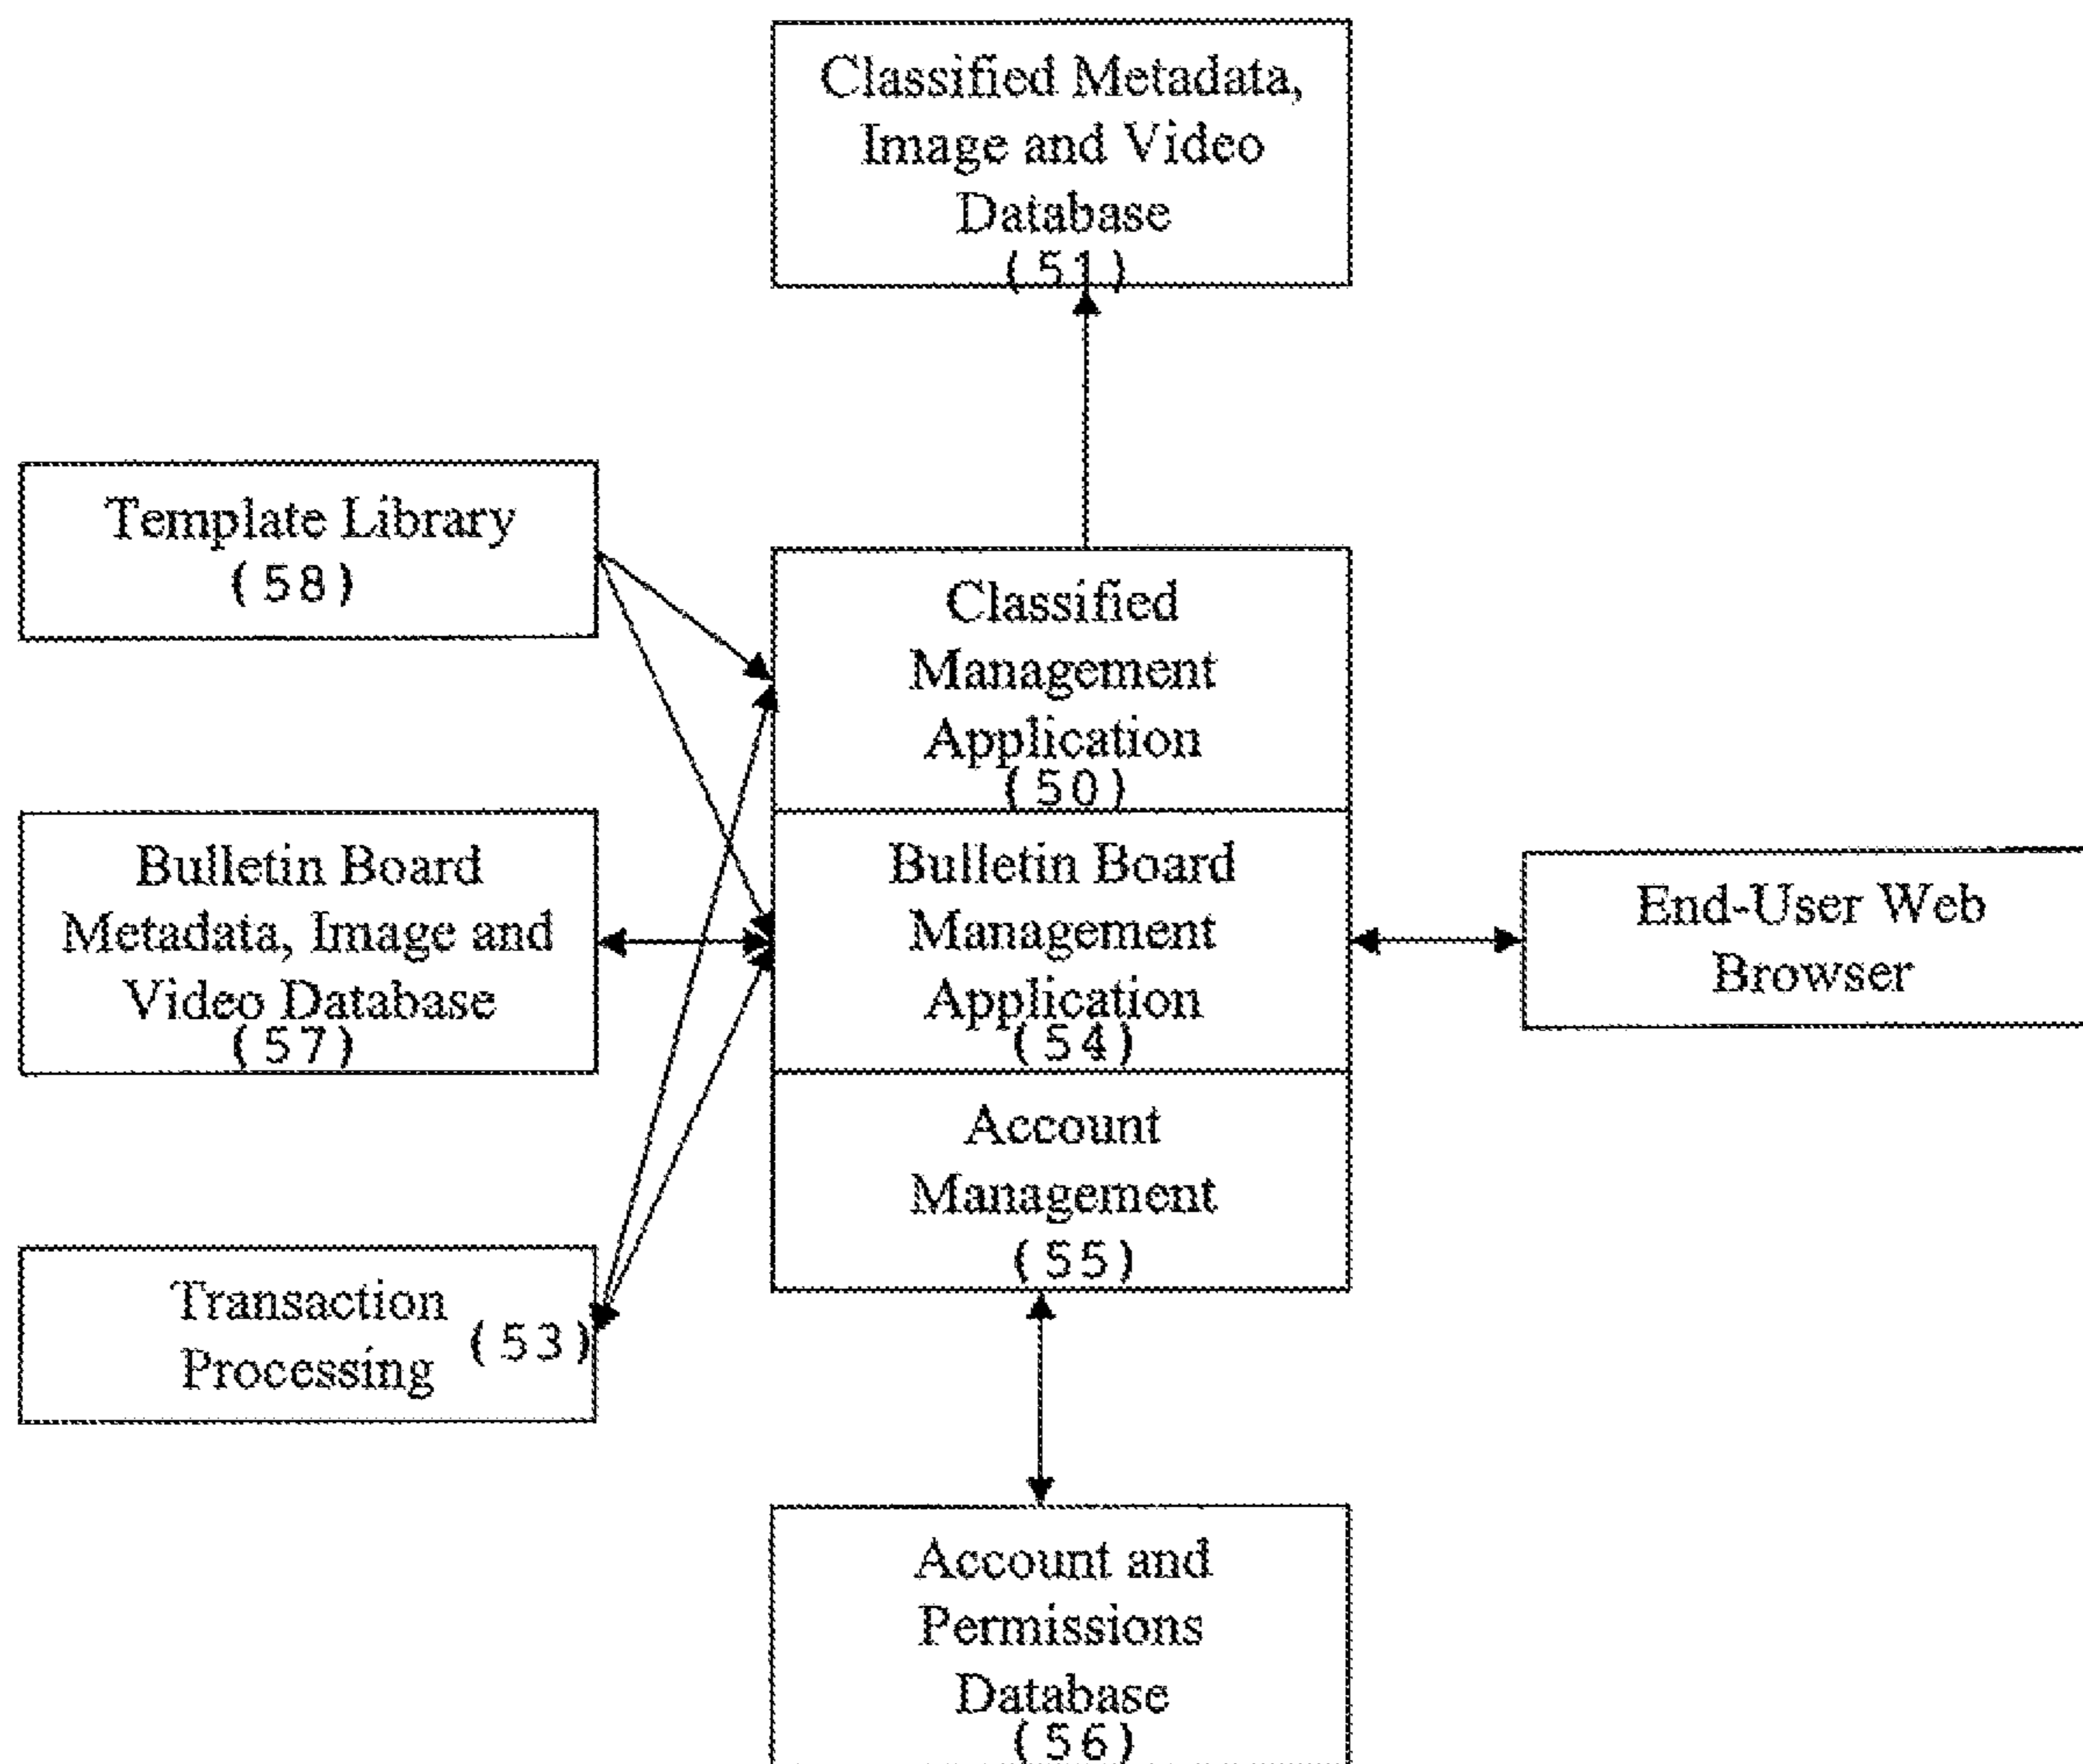 Classified Metadata,
Image and Video
Database
(51)
Template Library
(58)
Classified
Management
Application
(50)
Bulletin Board
Metadata, Image and
Video Database
(57)
Bulletin Board
Management
Application
(54)
End-User Web
Browser
Account
Management
(55)
Transaction
Processing (53)
Account and
Permissions
Database
(56)